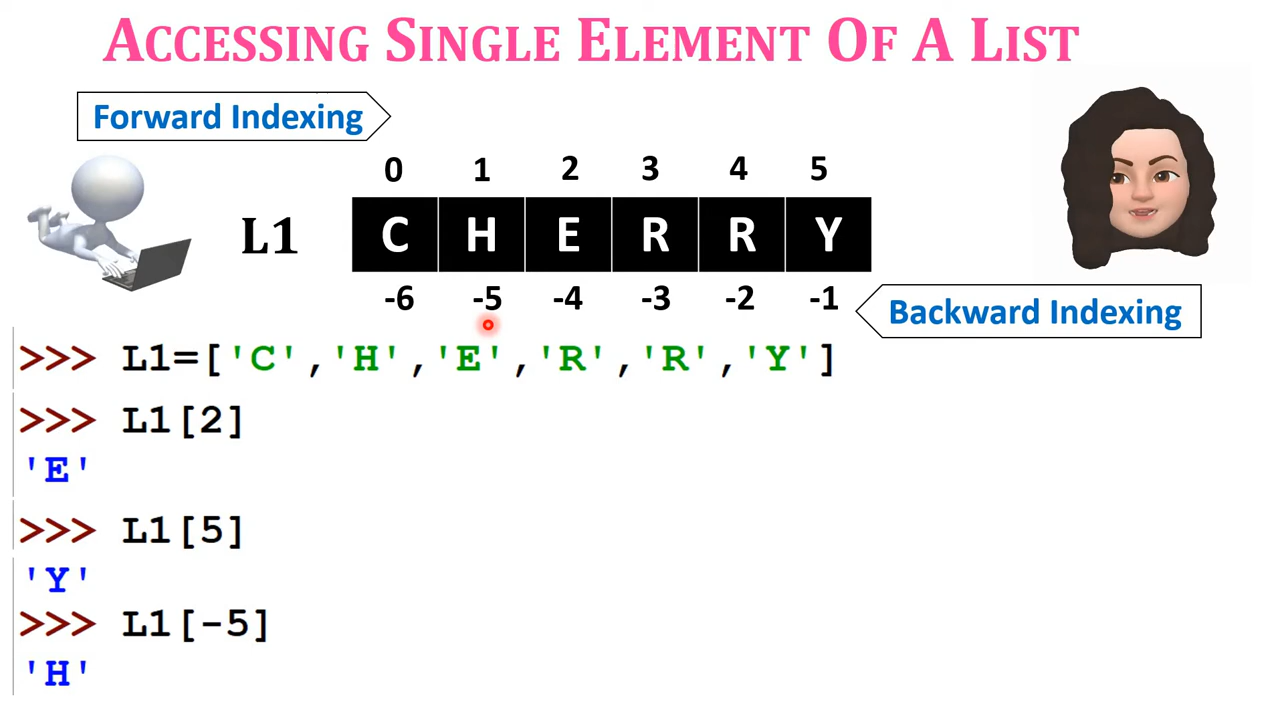 ACCESSING SINGLE ELEMENT OF A LIST
Forward Indexing
0 1 2 3 4 5
L1 C H E R R Y
-6 -5 -4 -3 -2 -1
Backward Indexing
>>> L1=['C','H','E','R','R','Y']
>>> L1[2]
'E'
>>> L1[5]
'Y'
>>> L1[-5]
'H'